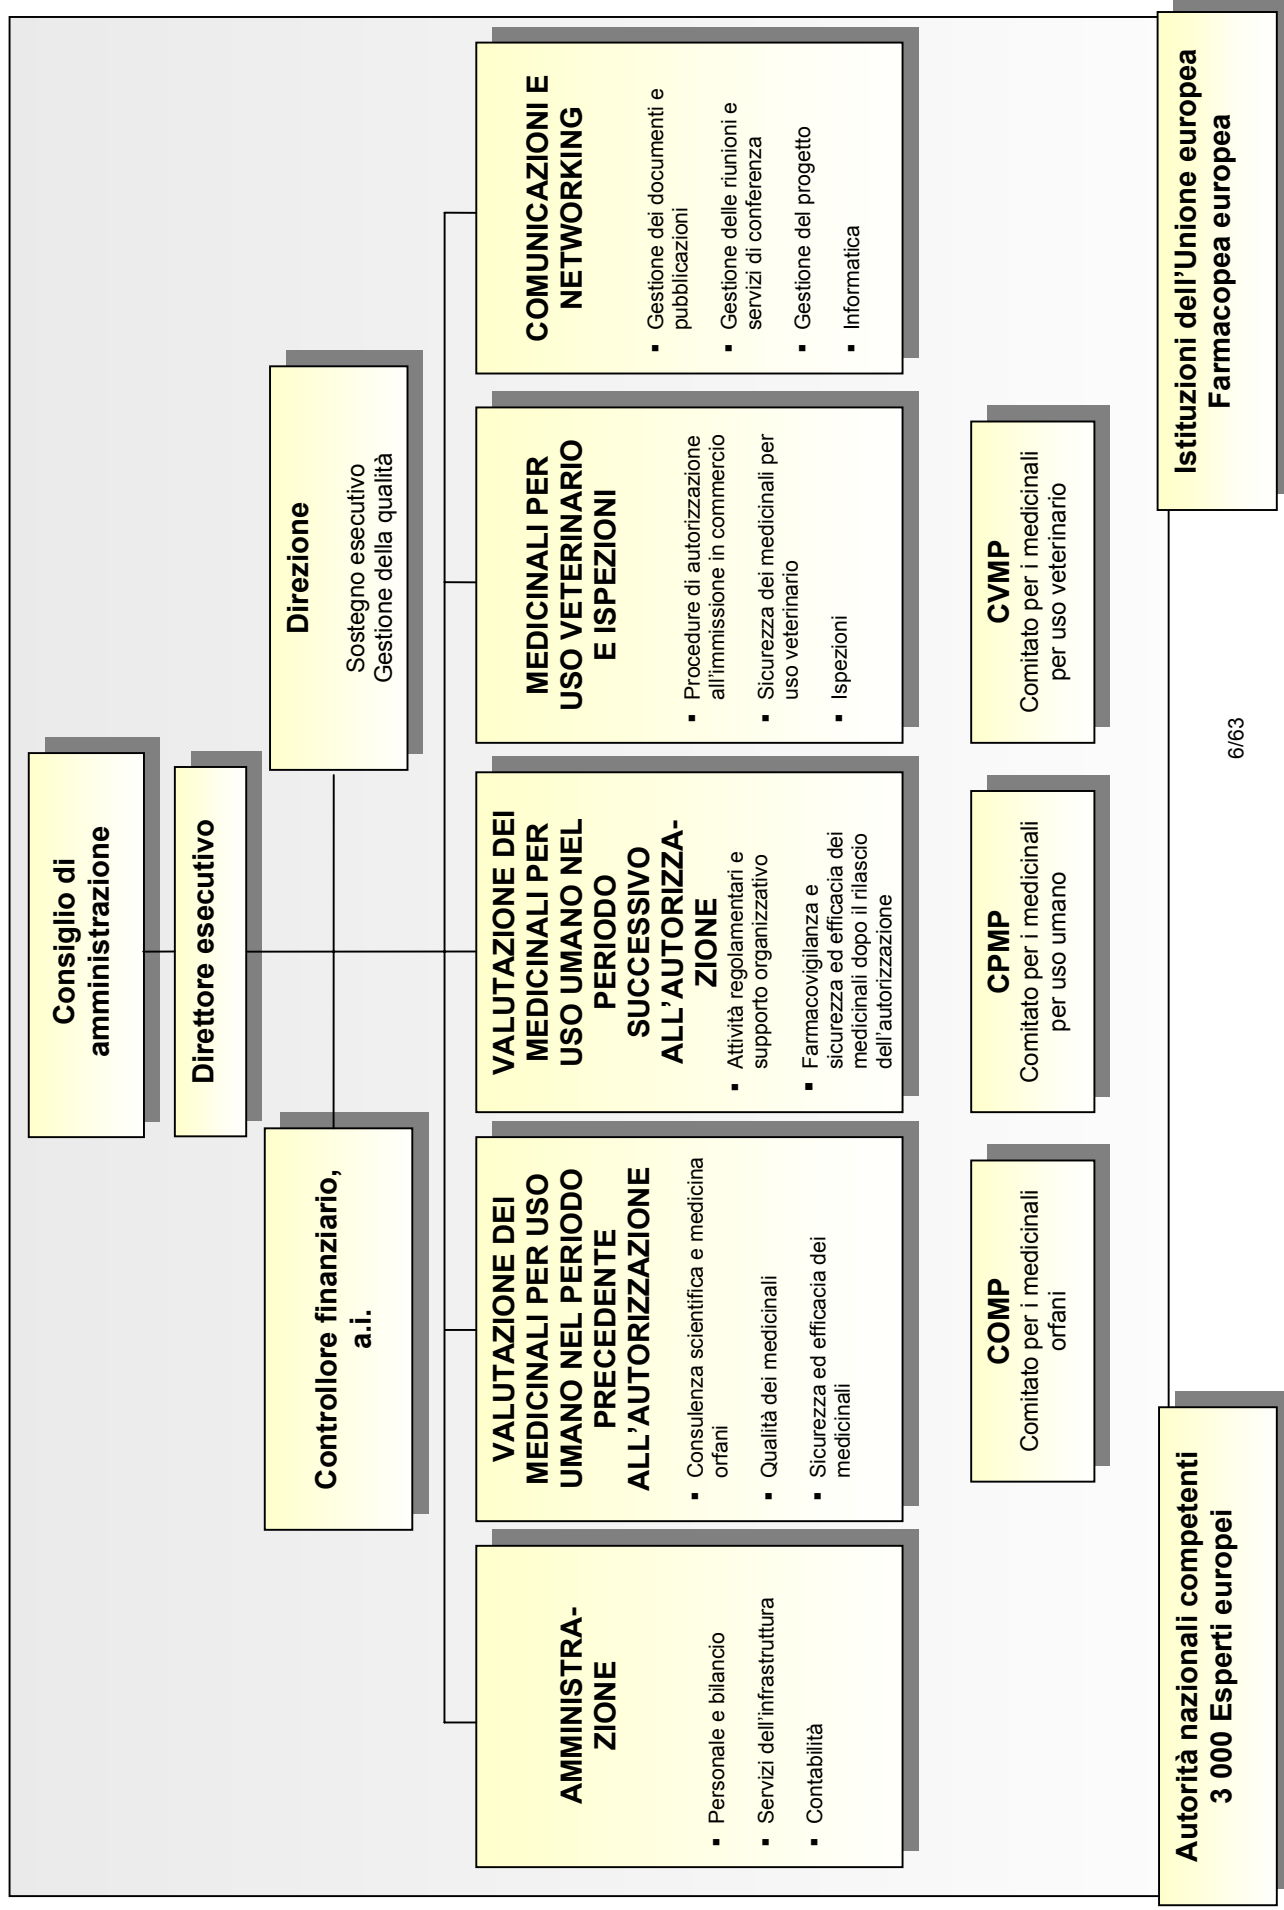 Consiglio di
amministrazione
Direttore esecutivo
Controllore finanziario,
a.i.
Direzione
Sostegno esecutivo
Gestione della qualità
AMMINISTRA-
ZIONE
▪ Personale e bilancio
▪ Servizi dell'infrastruttura
▪ Contabilità
VALUTAZIONE DEI
MEDICINALI PER USO
UMANO NEL PERIODO
PRECEDENTE
ALL'AUTORIZZAZIONE
▪ Consulenza scientifica e medicina
orfani
▪ Qualità dei medicinali
▪ Sicurezza ed efficacia dei
medicinali
VALUTAZIONE DEI
MEDICINALI PER
USO UMANO NEL
PERIODO
SUCCESSIVO
ALL'AUTORIZZA-
ZIONE
▪ Attività regolamentari e
supporto organizzativo
▪ Farmacovigilanza e
sicurezza ed efficacia dei
medicinali dopo il rilascio
dell'autorizzazione
MEDICINALI PER
USO VETERINARIO
E ISPEZIONI
▪ Procedure di autorizzazione
all'immissione in commercio
▪ Sicurezza dei medicinali per
uso veterinario
▪ Ispezioni
COMUNICAZIONI E
NETWORKING
▪ Gestione dei documenti e
pubblicazioni
▪ Gestione delle riunioni e
servizi di conferenza
▪ Gestione del progetto
▪ Informatica
COMP
Comitato per i medicinali
orfani
CPMP
Comitato per i medicinali
per uso umano
CVMP
Comitato per i medicinali
per uso veterinario
Autorità nazionali competenti
3 000 Esperti europei
Istituzioni dell'Unione europea
Farmacopea europea
6/63